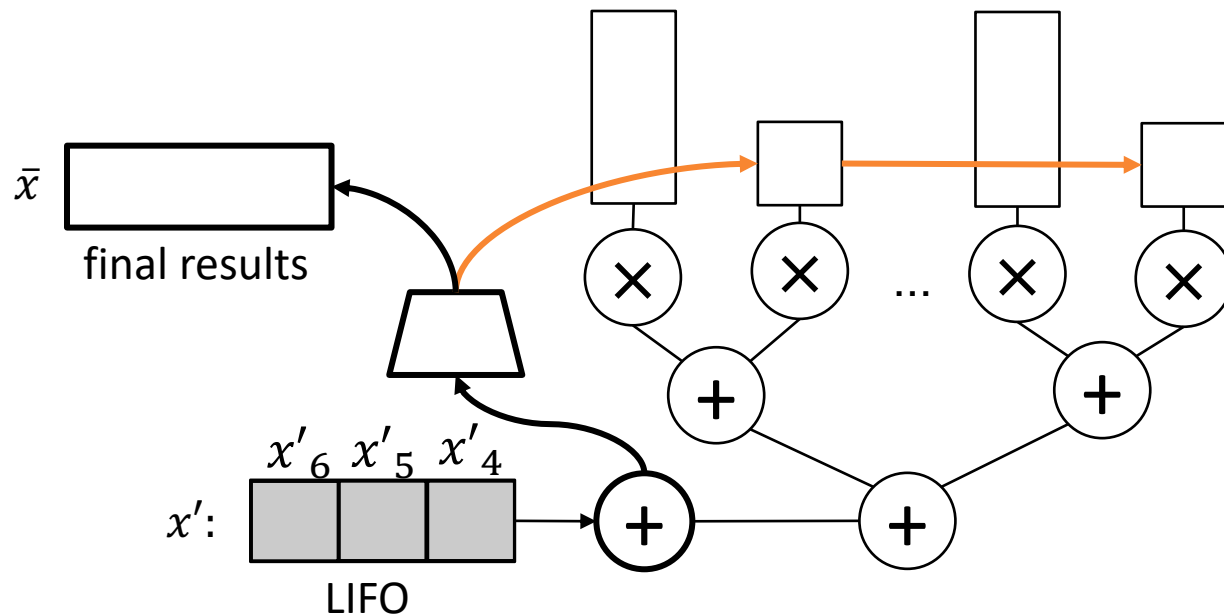 x̄
final results
× × ... × ×
+ +
x'₆ x'₅ x'₄
x': + +
LIFO